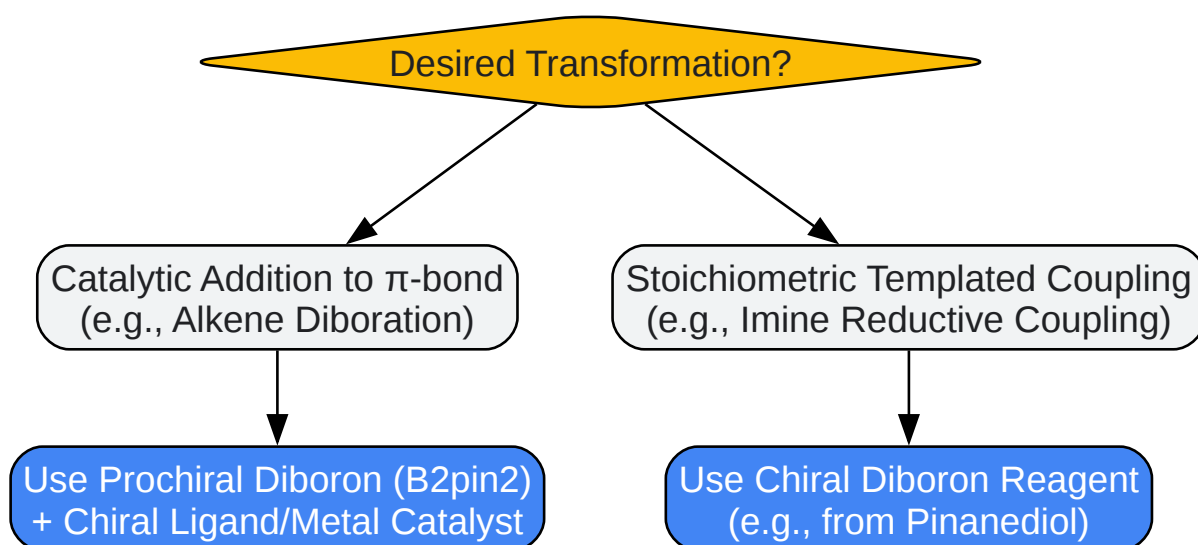 Desired Transformation?
Catalytic Addition to π-bond
(e.g., Alkene Diboration)
Stoichiometric Templated Coupling
(e.g., Imine Reductive Coupling)
Use Prochiral Diboron (B2pin2)
+ Chiral Ligand/Metal Catalyst
Use Chiral Diboron Reagent
(e.g., from Pinanediol)